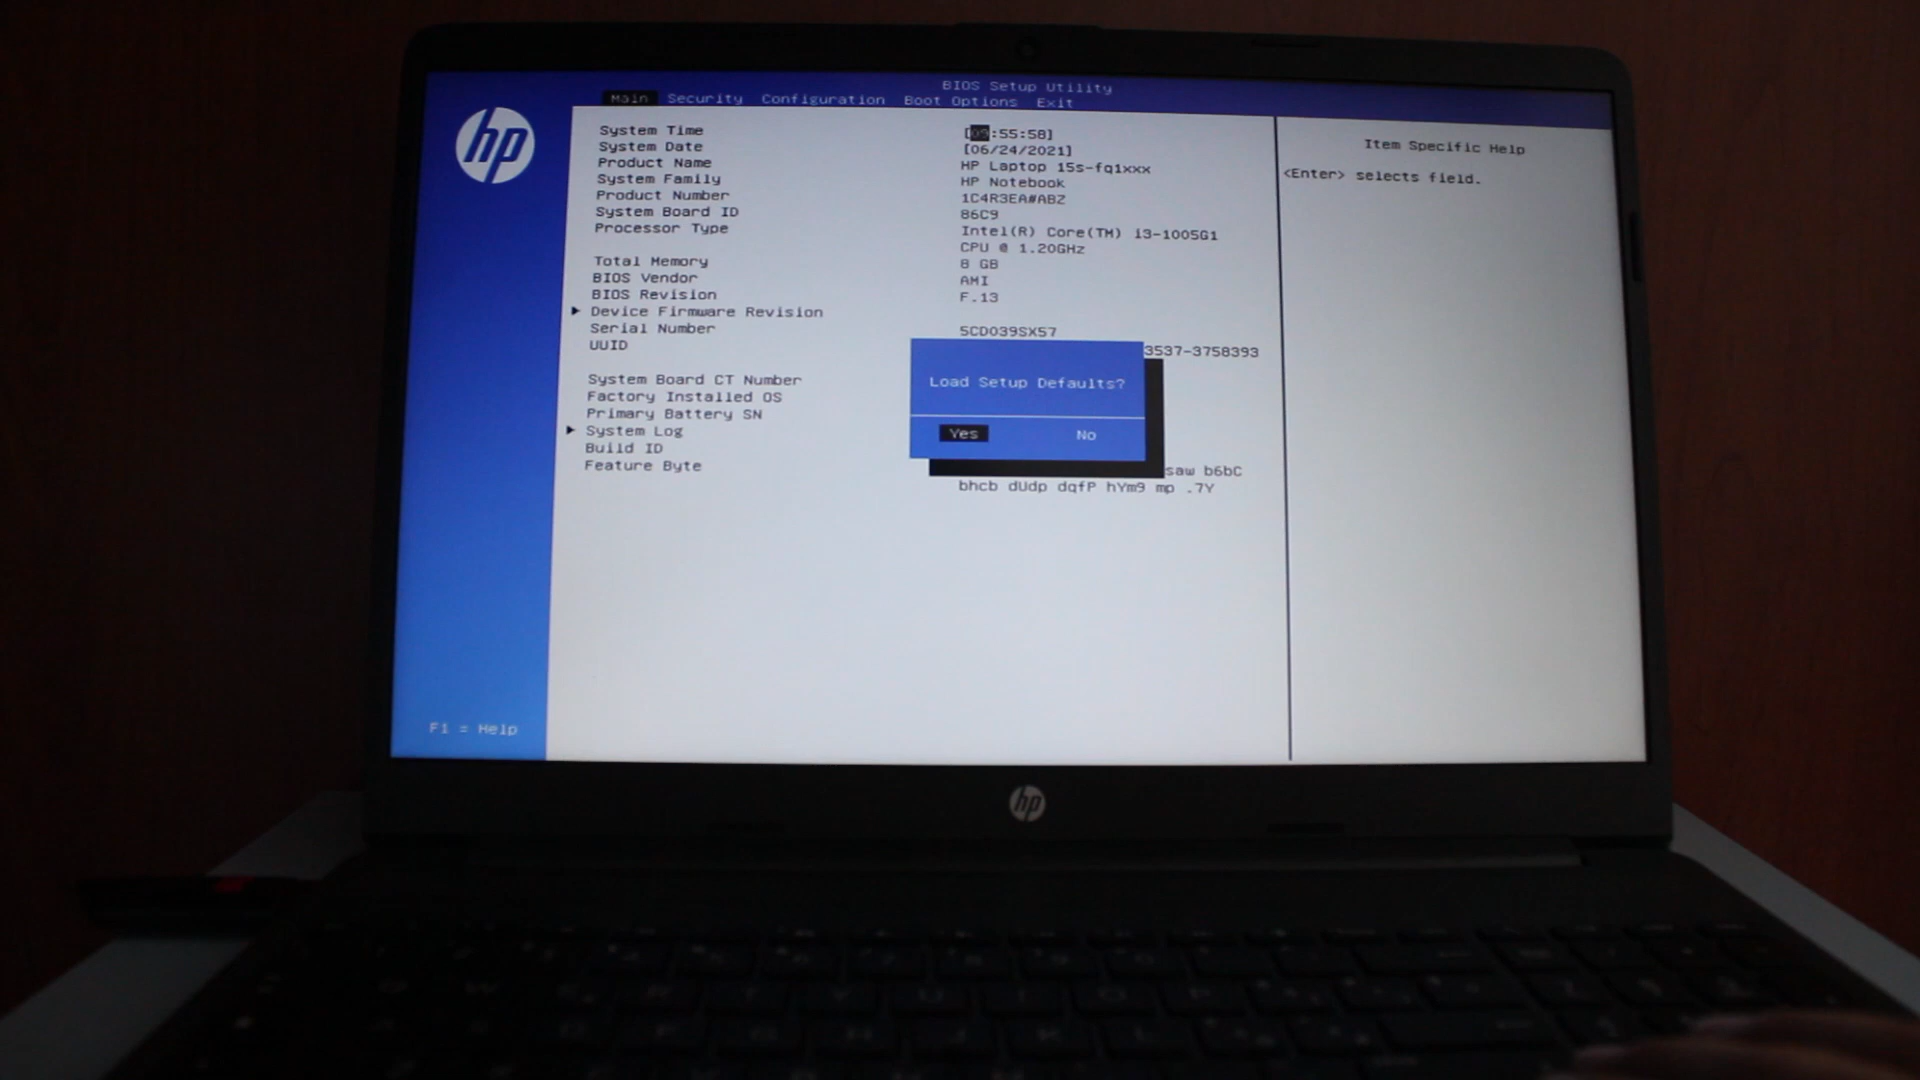 BIOS Setup Utility
Main Security Configuration Boot Options Exit
hp
System Time [ :55:58]
System Date [06/24/2021]
Product Name HP Laptop 15s-fq1xxx
System Family HP Notebook
Product Number 1C4R3EA#ABZ
System Board ID 86C9
Processor Type Intel(R) Core(TM) i3-1005G1
CPU @ 1.20GHz
Total Memory 8 GB
BIOS Vendor AMI
BIOS Revision F.13
Device Firmware Revision
Serial Number 5CD039SX57
UUID 3537-3758393
System Board CT Number
Factory Installed OS
Primary Battery SN
System Log
Build ID
Feature Byte saw b6bC
bhcb dUdp dqfP hYm9 mp .7Y
Load Setup Defaults?
Yes No
Item Specific Help
<Enter> selects field.
F1 = Help
hp